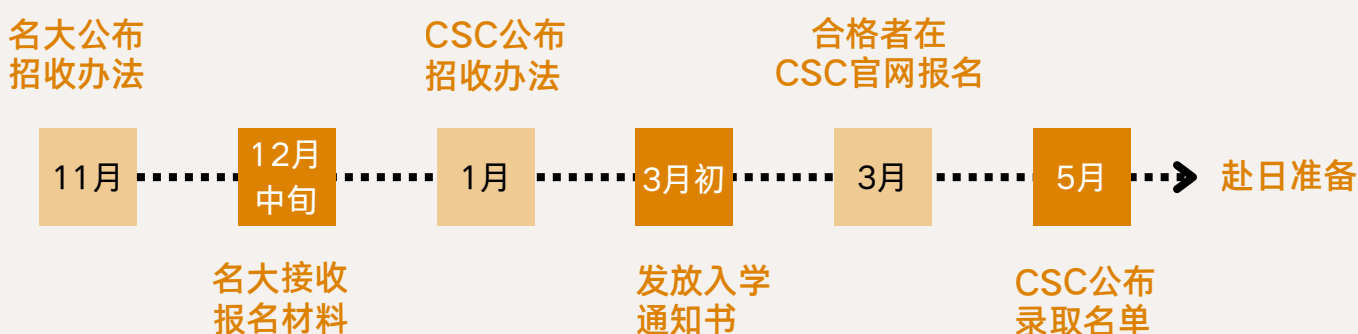 名大公布
招收办法
CSC公布
招收办法
合格者在
CSC官网报名
11月
12月
中旬
1月
3月初
3月
5月
赴日准备
名大接收
报名材料
发放入学
通知书
CSC公布
录取名单